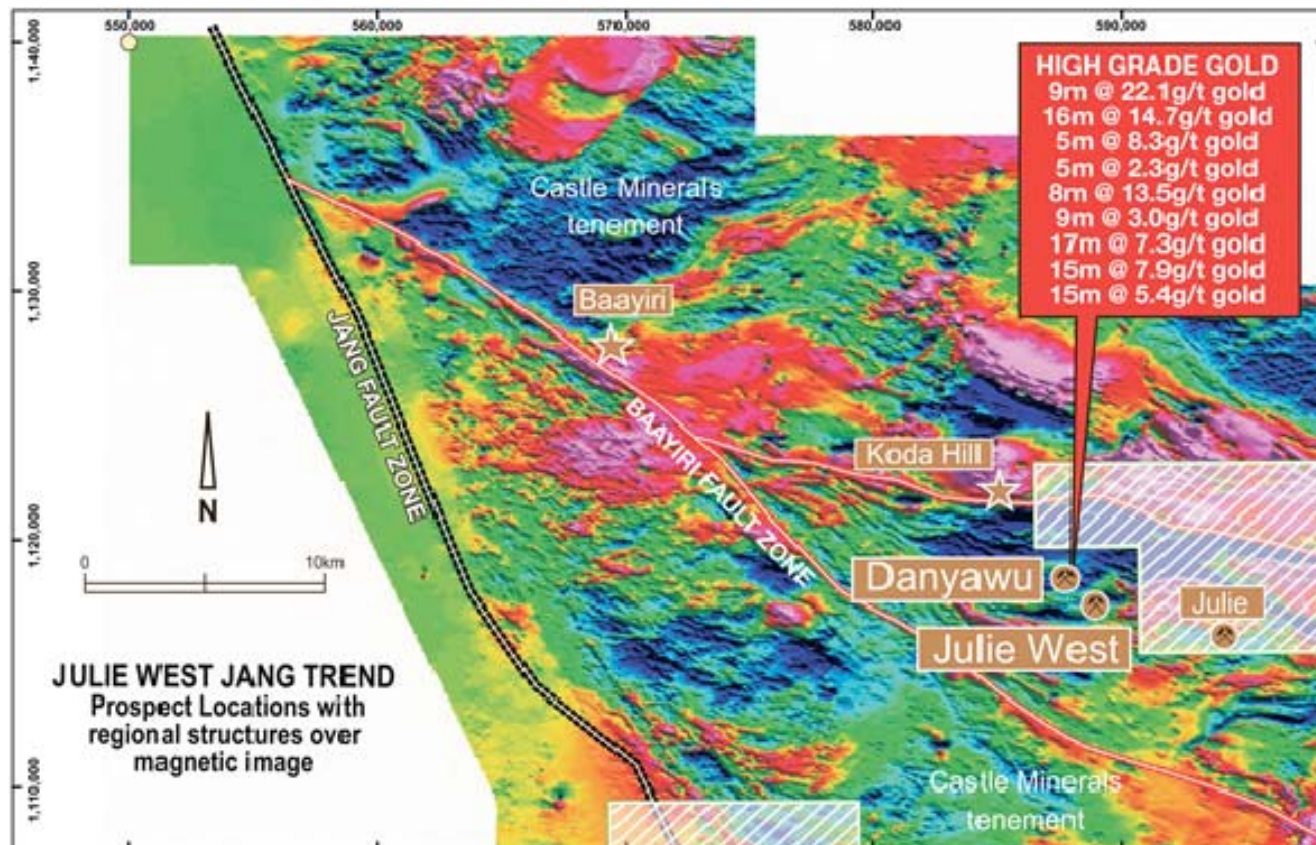 550,000
560,000
570,000
580,000
590,000
1,140,000
1,130,000
1,120,000
1,110,000
HIGH GRADE GOLD
9m @ 22.1g/t gold
16m @ 14.7g/t gold
5m @ 8.3g/t gold
5m @ 2.3g/t gold
8m @ 13.5g/t gold
9m @ 3.0g/t gold
17m @ 7.3g/t gold
15m @ 7.9g/t gold
15m @ 5.4g/t gold
Castle Minerals
tenement
Baayiri
JANG FAULT ZONE
BAAYIRI FAULT ZONE
Koda Hill
N
0
10km
Danyawu
Julie
Julie West
JULIE WEST JANG TREND
Prospect Locations with
regional structures over
magnetic image
Castle Minerals
tenement